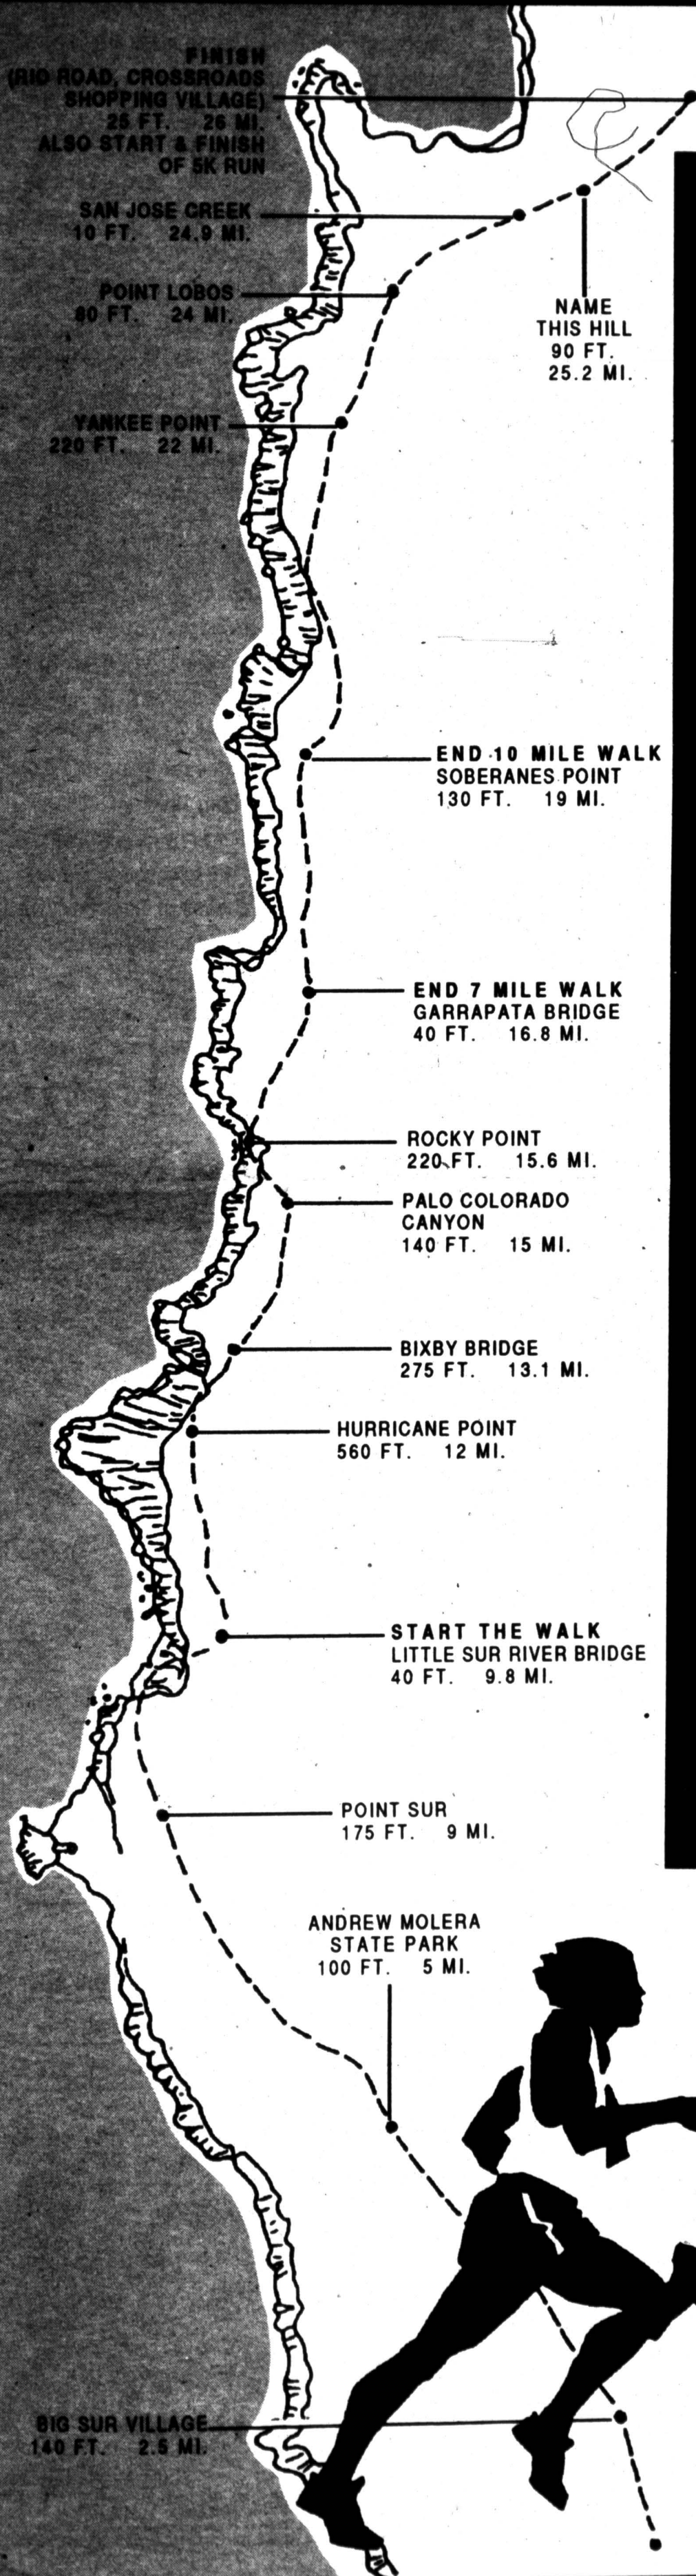 FINISH
(RIO ROAD, CROSSROADS
SHOPPING VILLAGE)
25 FT. 26 MI.
ALSO START & FINISH
OF 5K RUN
SAN JOSE CREEK
10 FT. 24.9 MI.
POINT LOBOS
80 FT. 24 MI.
NAME
THIS HILL
90 FT.
25.2 MI.
YANKEE POINT
220 FT. 22 MI.
END 10 MILE WALK
SOBERANES POINT
130 FT. 19 MI.
END 7 MILE WALK
GARRAPATA BRIDGE
40 FT. 16.8 MI.
ROCKY POINT
220 FT. 15.6 MI.
PALO COLORADO
CANYON
140 FT. 15 MI.
BIXBY BRIDGE
275 FT. 13.1 MI.
HURRICANE POINT
560 FT. 12 MI.
START THE WALK
LITTLE SUR RIVER BRIDGE
40 FT. 9.8 MI.
POINT SUR
175 FT. 9 MI.
ANDREW MOLERA
STATE PARK
100 FT. 5 MI.
BIG SUR VILLAGE
140 FT. 2.5 MI.